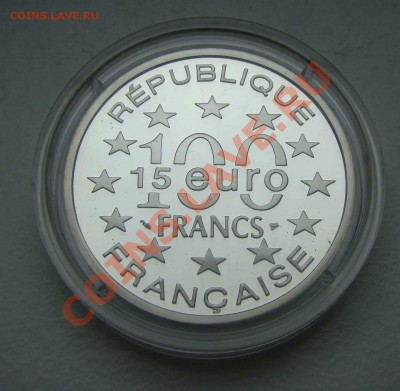 COINS.LAVE.RU
RÉPUBLIQUE
100
15 euro
FRANCS
FRANÇAISE
COINS.LAVE.RU